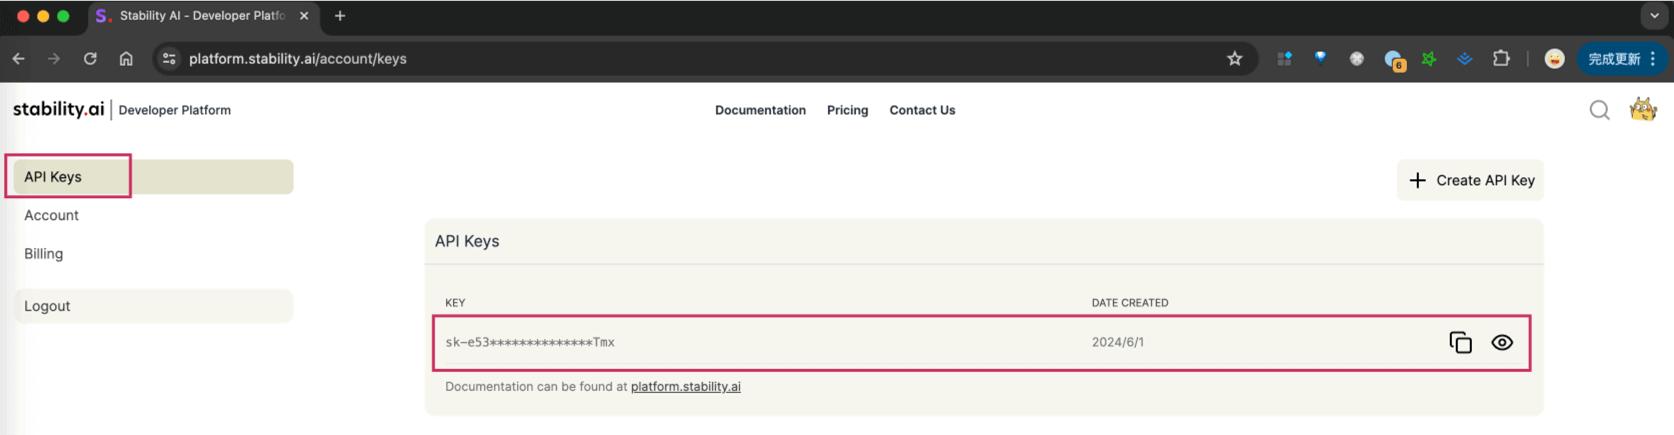 Stability AI - Developer Platfo
platform.stability.ai/account/keys
6
完成更新
stability.ai | Developer Platform
Documentation
Pricing
Contact Us
API Keys
Account
Billing
Logout
Create API Key
API Keys
KEY
DATE CREATED
sk-e53**************Tmx
2024/6/1
Documentation can be found at platform.stability.ai